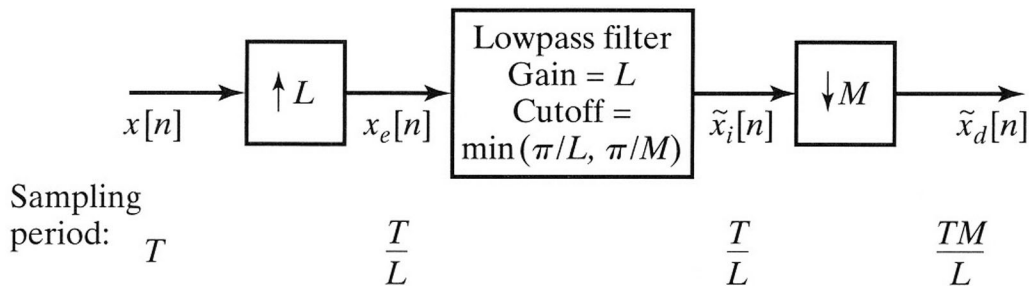 Lowpass filter
Gain = L
Cutoff =
min (π/L, π/M)
↑ L
↓ M
x[n]
x_e[n]
x̃_i[n]
x̃_d[n]
Sampling
period:
T
T/L
T/L
TM/L